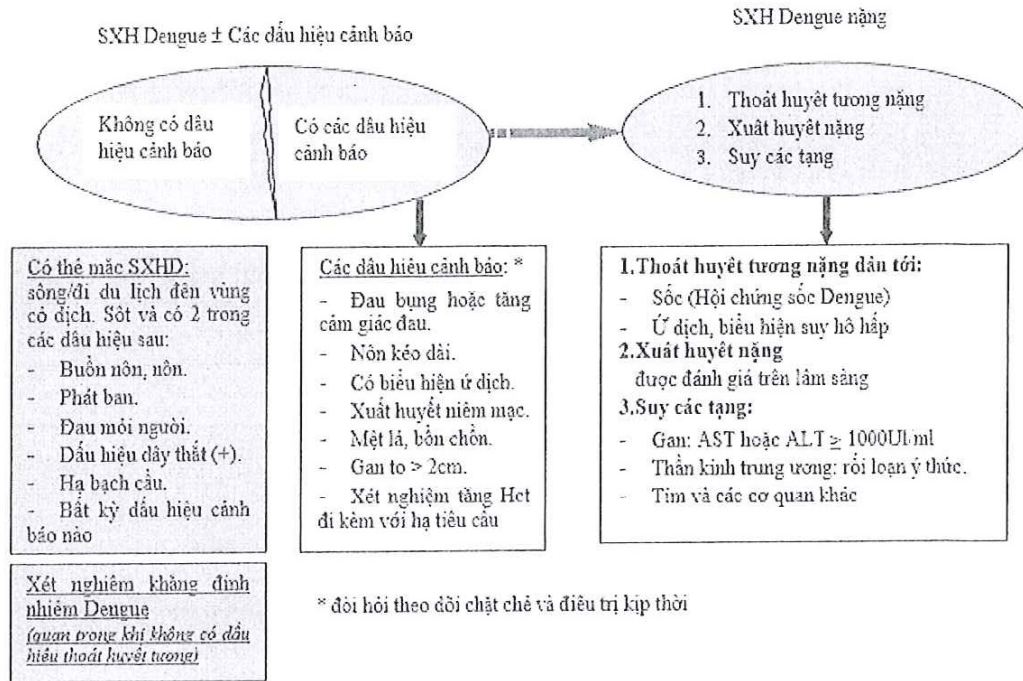 SXH Dengue ± Các dấu hiệu cảnh báo
SXH Dengue nặng
Không có dấu
hiệu cảnh báo
Có các dấu hiệu
cảnh báo
1. Thoát huyết tương nặng
2. Xuất huyết nặng
3. Suy các tạng
Có thể mắc SXHD:
sống/đi du lịch đến vùng
có dịch. Sốt và có 2 trong
các dấu hiệu sau:
- Buồn nôn, nôn.
- Phát ban.
- Đau mỏi người.
- Dấu hiệu dây thắt (+).
- Hạ bạch cầu.
- Bất kỳ dấu hiệu cảnh
báo nào
Xét nghiệm khẳng định
nhiễm Dengue
(quan trọng khi không có dấu
hiệu thoát huyết tương)
Các dấu hiệu cảnh báo: *
- Đau bụng hoặc tăng
cảm giác đau.
- Nôn kéo dài.
- Có biểu hiện ứ dịch.
- Xuất huyết niêm mạc.
- Mệt lả, bồn chồn.
- Gan to > 2cm.
- Xét nghiệm tăng Hct
đi kèm với hạ tiểu cầu
* đòi hỏi theo dõi chặt chẽ và điều trị kịp thời
1.Thoát huyết tương nặng dẫn tới:
- Sốc (Hội chứng sốc Dengue)
- Ứ dịch, biểu hiện suy hô hấp
2.Xuất huyết nặng
được đánh giá trên lâm sàng
3.Suy các tạng:
- Gan: AST hoặc ALT ≥ 1000UI/ml
- Thần kinh trung ương: rối loạn ý thức.
- Tim và các cơ quan khác